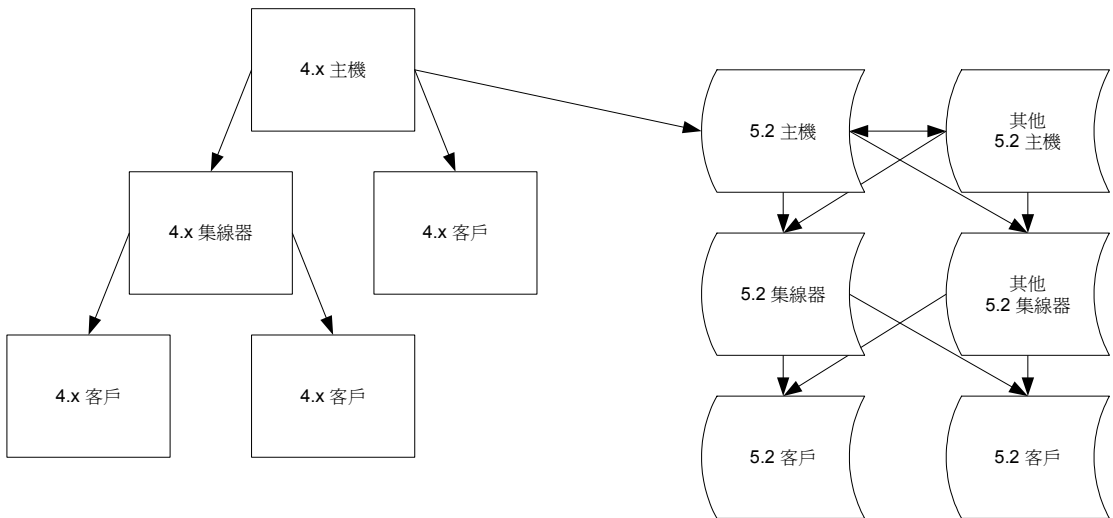 4.x 主機
5.2 主機
其他
5.2 主機
4.x 集線器
4.x 客戶
5.2 集線器
其他
5.2 集線器
4.x 客戶
4.x 客戶
5.2 客戶
5.2 客戶